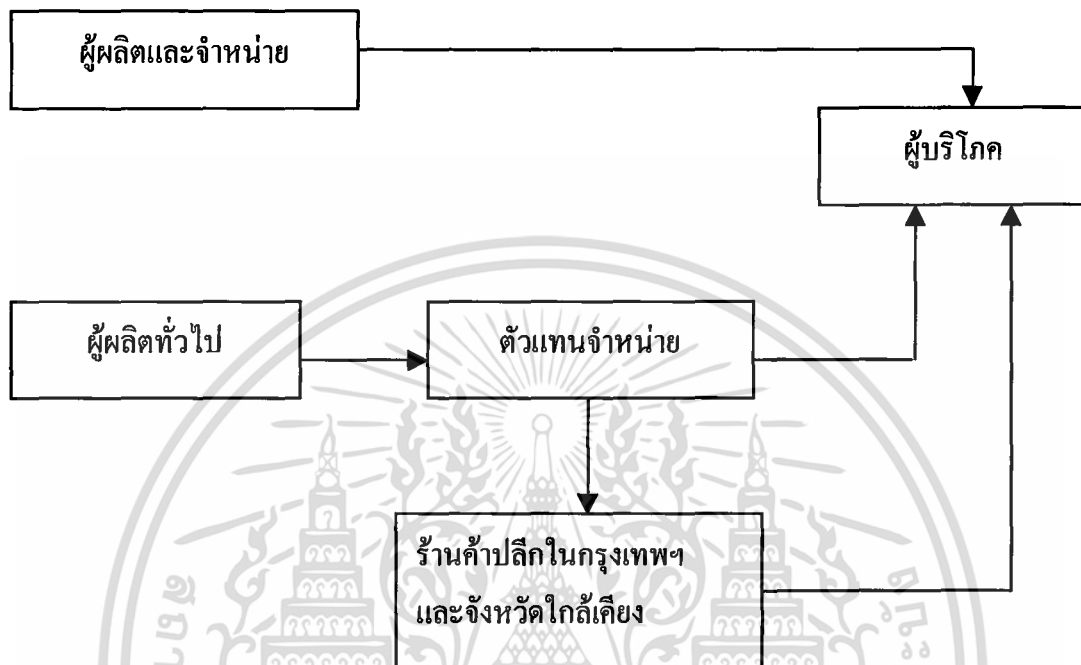 ผู้ผลิตและจำหน่าย
ผู้บริโภค
ผู้ผลิตทั่วไป
ตัวแทนจำหน่าย
ร้านค้าปลีกในกรุงเทพฯ
และจังหวัดใกล้เคียง